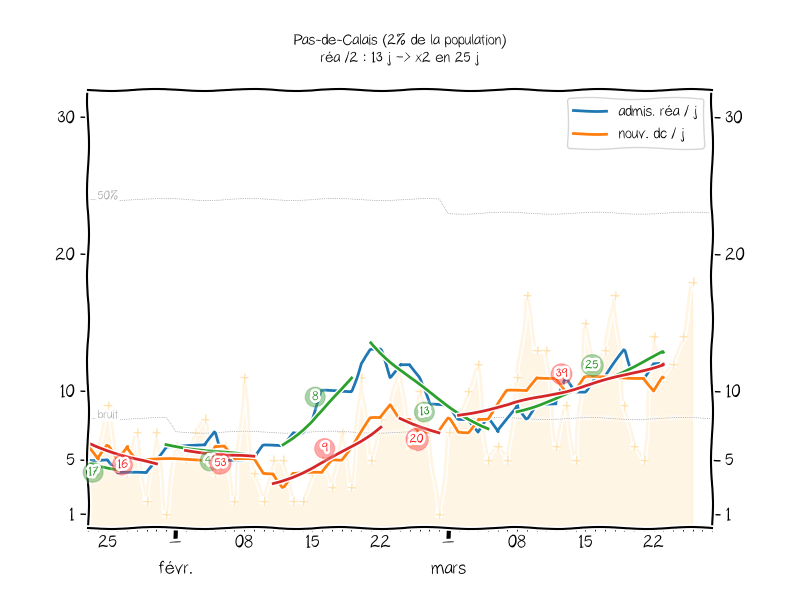 Pas-de-Calais (2% de la population)
réa /2 : 13 j -> x2 en 25 j
admis. réa / j
nouv. dc / j
30 30
50%
20 20
10 10
bruit
5 5
1 1
17 16 53 8 9 13 20 39 25
25 08 15 22 08 15 22
févr. mars